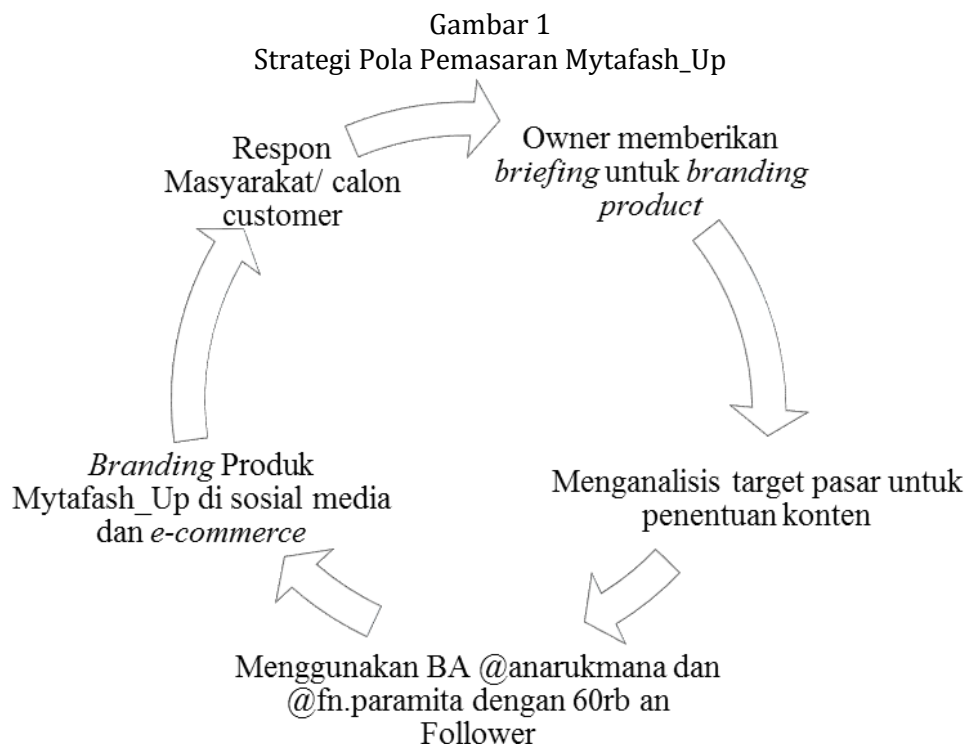 Gambar 1
Strategi Pola Pemasaran Mytafash_Up
Owner memberikan
briefing untuk branding
product
Menganalisis target pasar untuk
penentuan konten
Menggunakan BA @anarukmana dan
@fn.paramita dengan 60rb an
Follower
Branding Produk
Mytafash_Up di sosial media
dan e-commerce
Respon
Masyarakat/ calon
customer